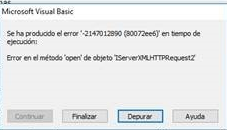 Microsoft Visual Basic
Se ha producido el error '-2147012890 (80072ee6)' en tiempo de
ejecución:
Error en el método 'open' de objeto 'IServerXMLHTTPRequest2'
Continuar
Finalizar
Depurar
Ayuda